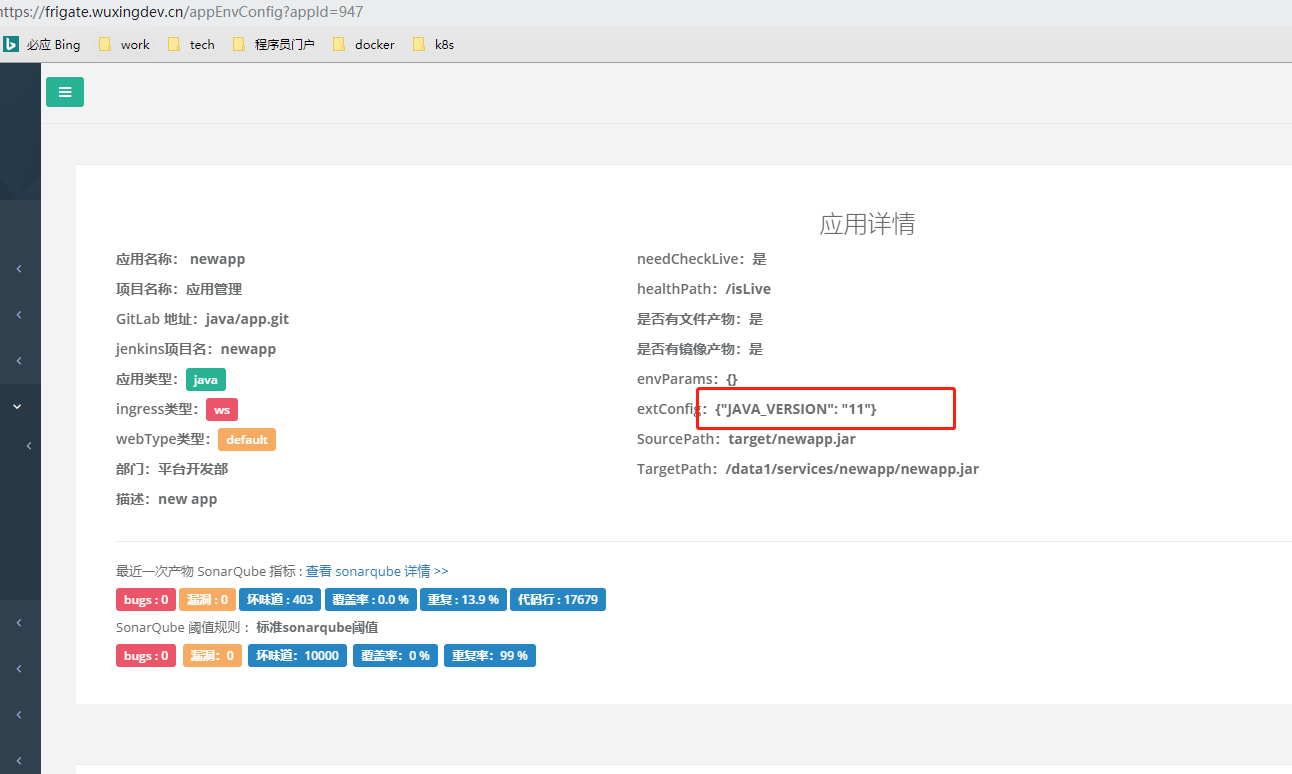 https://frigate.wuxingdev.cn/appEnvConfig?appId=947
必应 Bing work tech 程序员门户 docker k8s
应用详情
应用名称： newapp
项目名称：应用管理
GitLab 地址：java/app.git
jenkins项目名：newapp
应用类型： java
ingress类型： ws
webType类型： default
部门：平台开发部
描述：new app
needCheckLive：是
healthPath：/isLive
是否有文件产物：是
是否有镜像产物：是
envParams：{}
extConfig：{"JAVA_VERSION": "11"}
SourcePath：target/newapp.jar
TargetPath：/data1/services/newapp/newapp.jar
最近一次产物 SonarQube 指标 : 查看 sonarqube 详情 >>
bugs : 0 漏洞 : 0 坏味道 : 403 覆盖率 : 0.0 % 重复 : 13.9 % 代码行 : 17679
SonarQube 阈值规则 ：标准sonarqube阈值
bugs : 0 漏洞：0 坏味道：10000 覆盖率：0 % 重复率：99 %